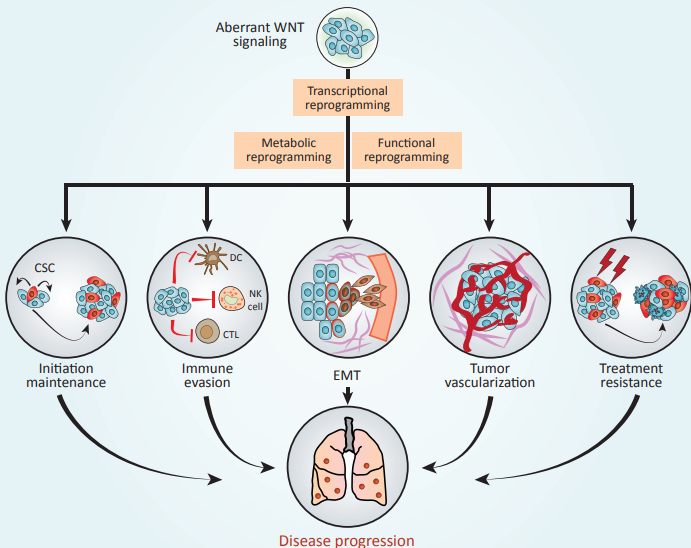 Aberrant WNT
signaling
Transcriptional
reprogramming
Metabolic
reprogramming
Functional
reprogramming
CSC
DC
NK
cell
CTL
Initiation
maintenance
Immune
evasion
EMT
Tumor
vascularization
Treatment
resistance
Disease progression